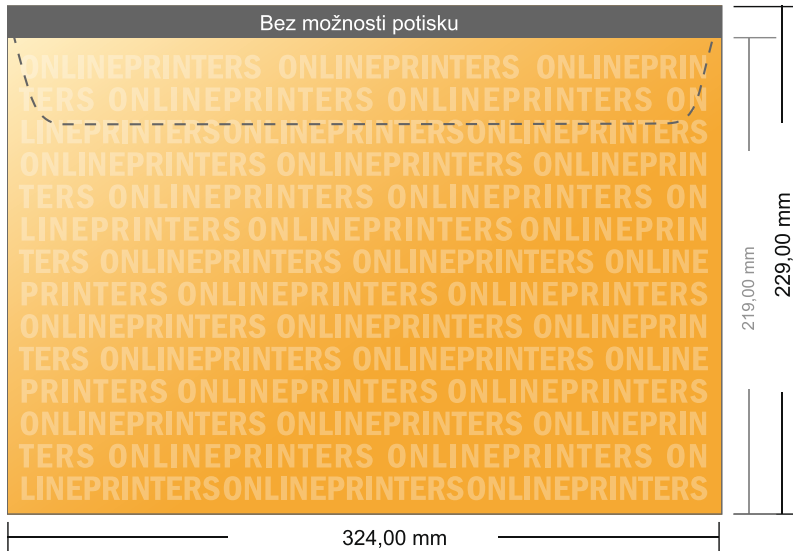 Bez možnosti potisku
ONLINEPRINTERS ONLINEPRINTERS ONLINEPRIN
TERS ONLINEPRINTERS ONLINEPRINTERS ON
LINEPRINTERSONLINEPRINTERSONLINEPRINTERS
ONLINEPRINTERS ONLINEPRINTERS ONLINEPRIN
TERS ONLINEPRINTERS ONLINEPRINTERS ON
LINEPRINTERS ONLINEPRINTERS ONLINEPRIN
TERS ONLINEPRINTERS ONLINEPRINTERS ONLINE
PRINTERS ONLINEPRINTERS ONLINEPRINTERS
ONLINEPRINTERS ONLINEPRINTERS ONLINEPRIN
TERS ONLINEPRINTERS ONLINEPRINTERS ONLINE
PRINTERS ONLINEPRINTERS ONLINEPRINTERS
ONLINEPRINTERS ONLINEPRINTERS ONLINEPRIN
TERS ONLINEPRINTERS ONLINEPRINTERS ON
LINEPRINTERSONLINEPRINTERSONLINEPRINTERS
219,00 mm
229,00 mm
324,00 mm